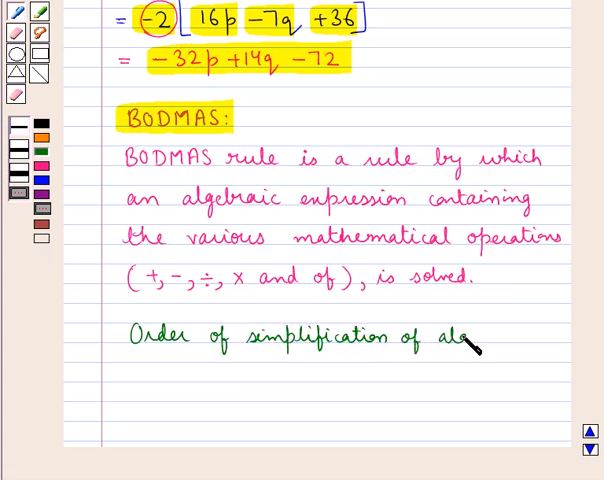 = -2 [ 16p -7q +36 ]
= -32p +14q -72
BODMAS:
BODMAS rule is a rule by which
an algebraic expression containing
the various mathematical operations
( +, -, ÷, × and of ), is solved.
Order of simplification of alg